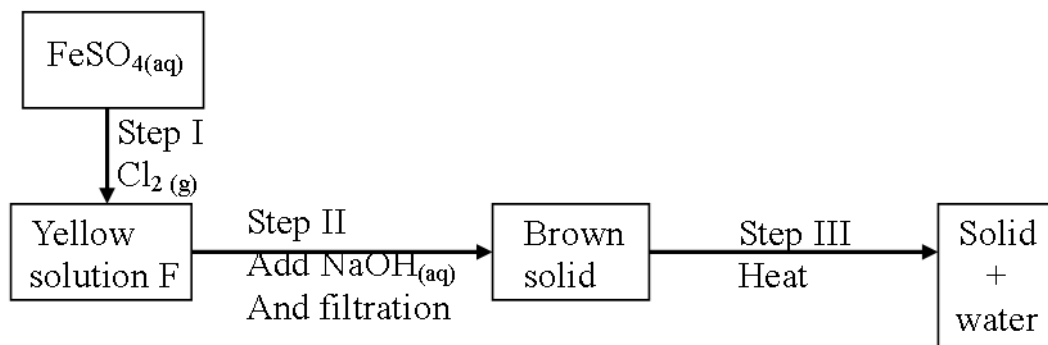 FeSO₄(aq)
Step I
Cl₂ (g)
Yellow
solution F
Step II
Add NaOH(aq)
And filtration
Brown
solid
Step III
Heat
Solid
+
water